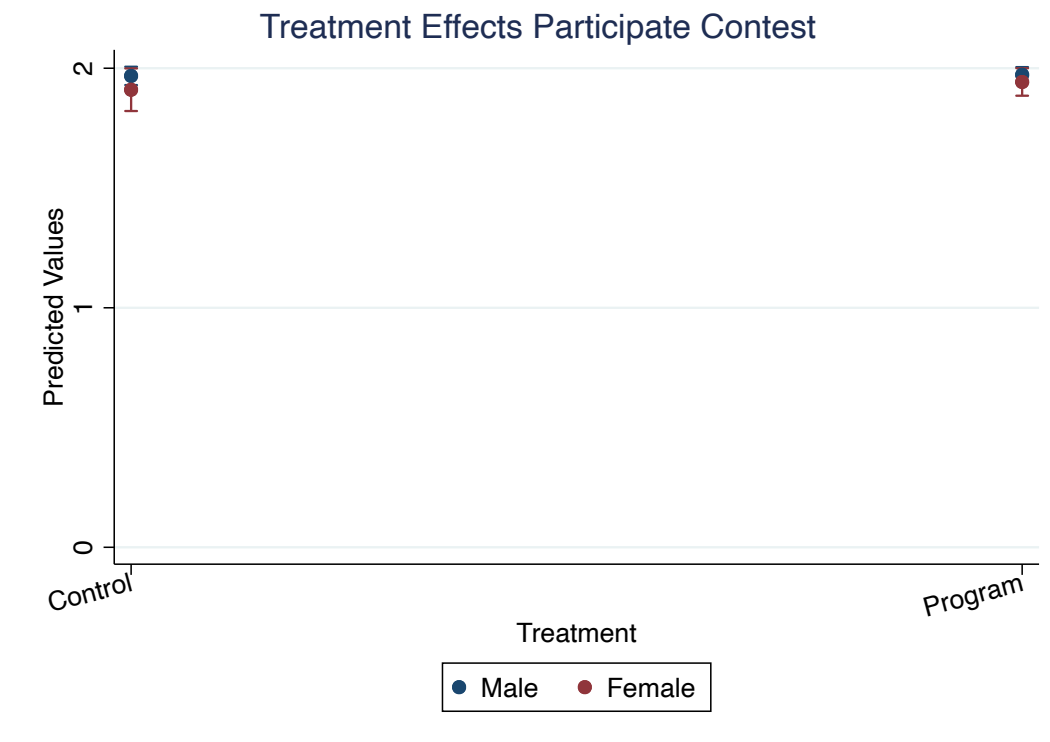 Treatment Effects Participate Contest
Predicted Values
2
1
0
Control
Program
Treatment
Male
Female